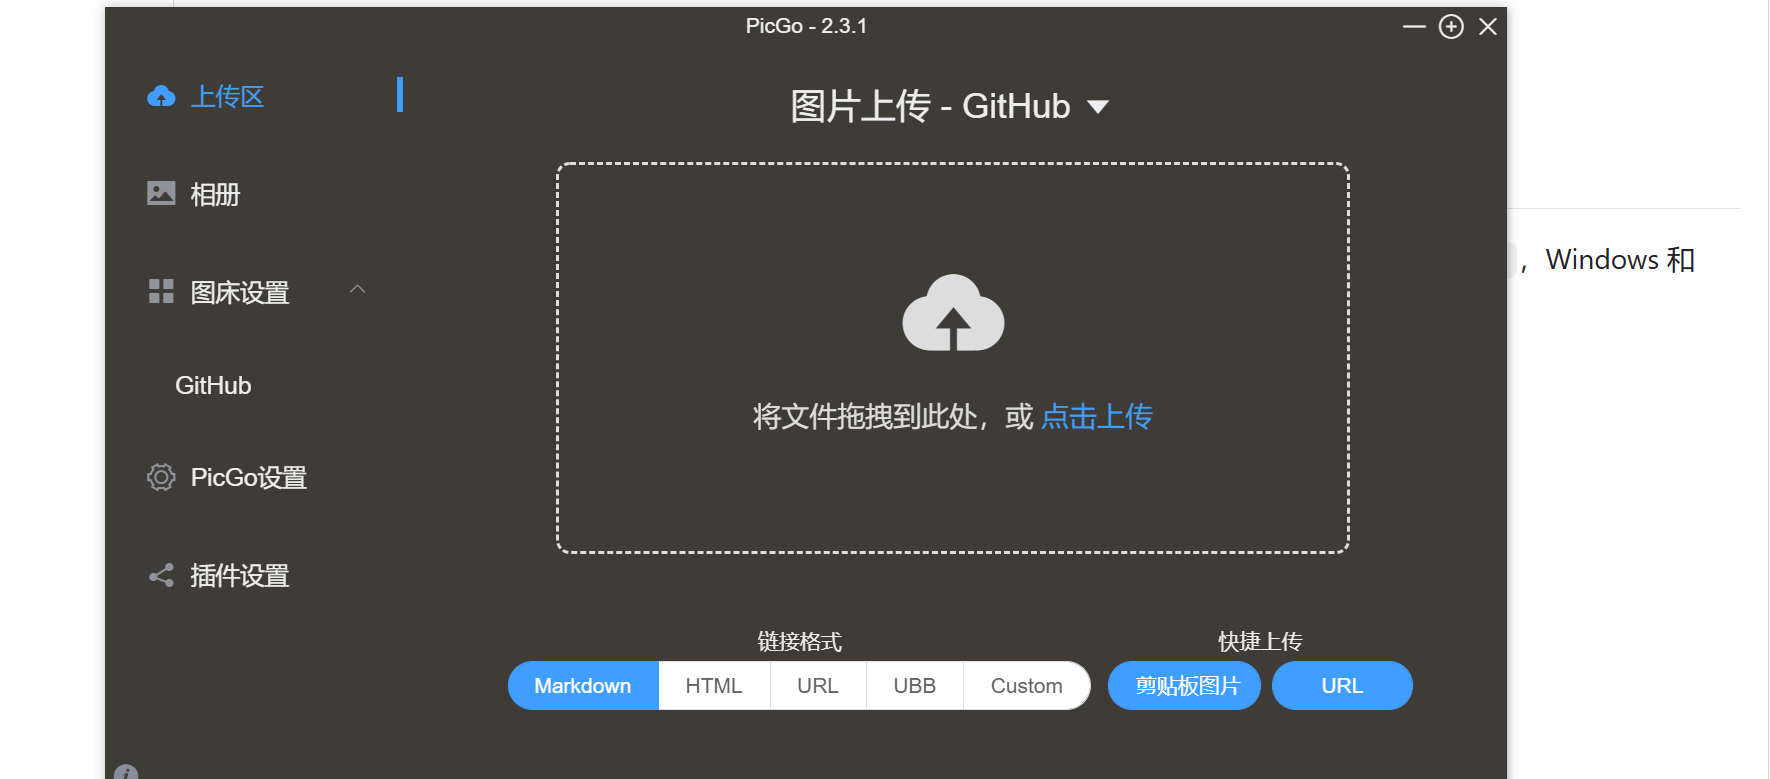 PicGo - 2.3.1
上传区
相册
图床设置
GitHub
PicGo设置
插件设置
图片上传 - GitHub
将文件拖拽到此处，或 点击上传
链接格式
Markdown
HTML
URL
UBB
Custom
快捷上传
剪贴板图片
URL
，Windows 和